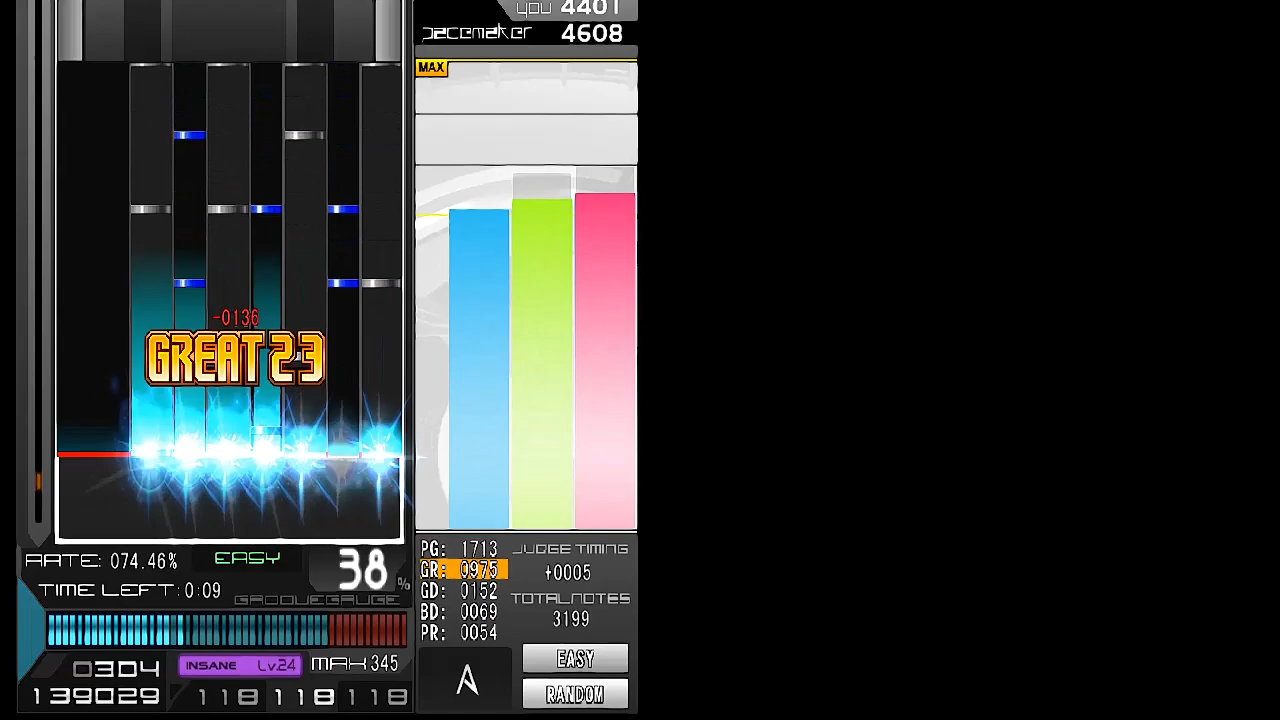 you 4401
pacemaker 4608
MAX
-0136
GREAT 23
RATE: 074.46% EASY 38%
TIME LEFT: 0:09
GROOVEGAUGE
0304 INSANE Lv.24 MAX 345
139029 118 118 118
PG: 1713
GR: 0975
GD: 0152
BD: 0069
PR: 0054
JUDGE TIMING
+0005
TOTALNOTES
3199
A
EASY
RANDOM